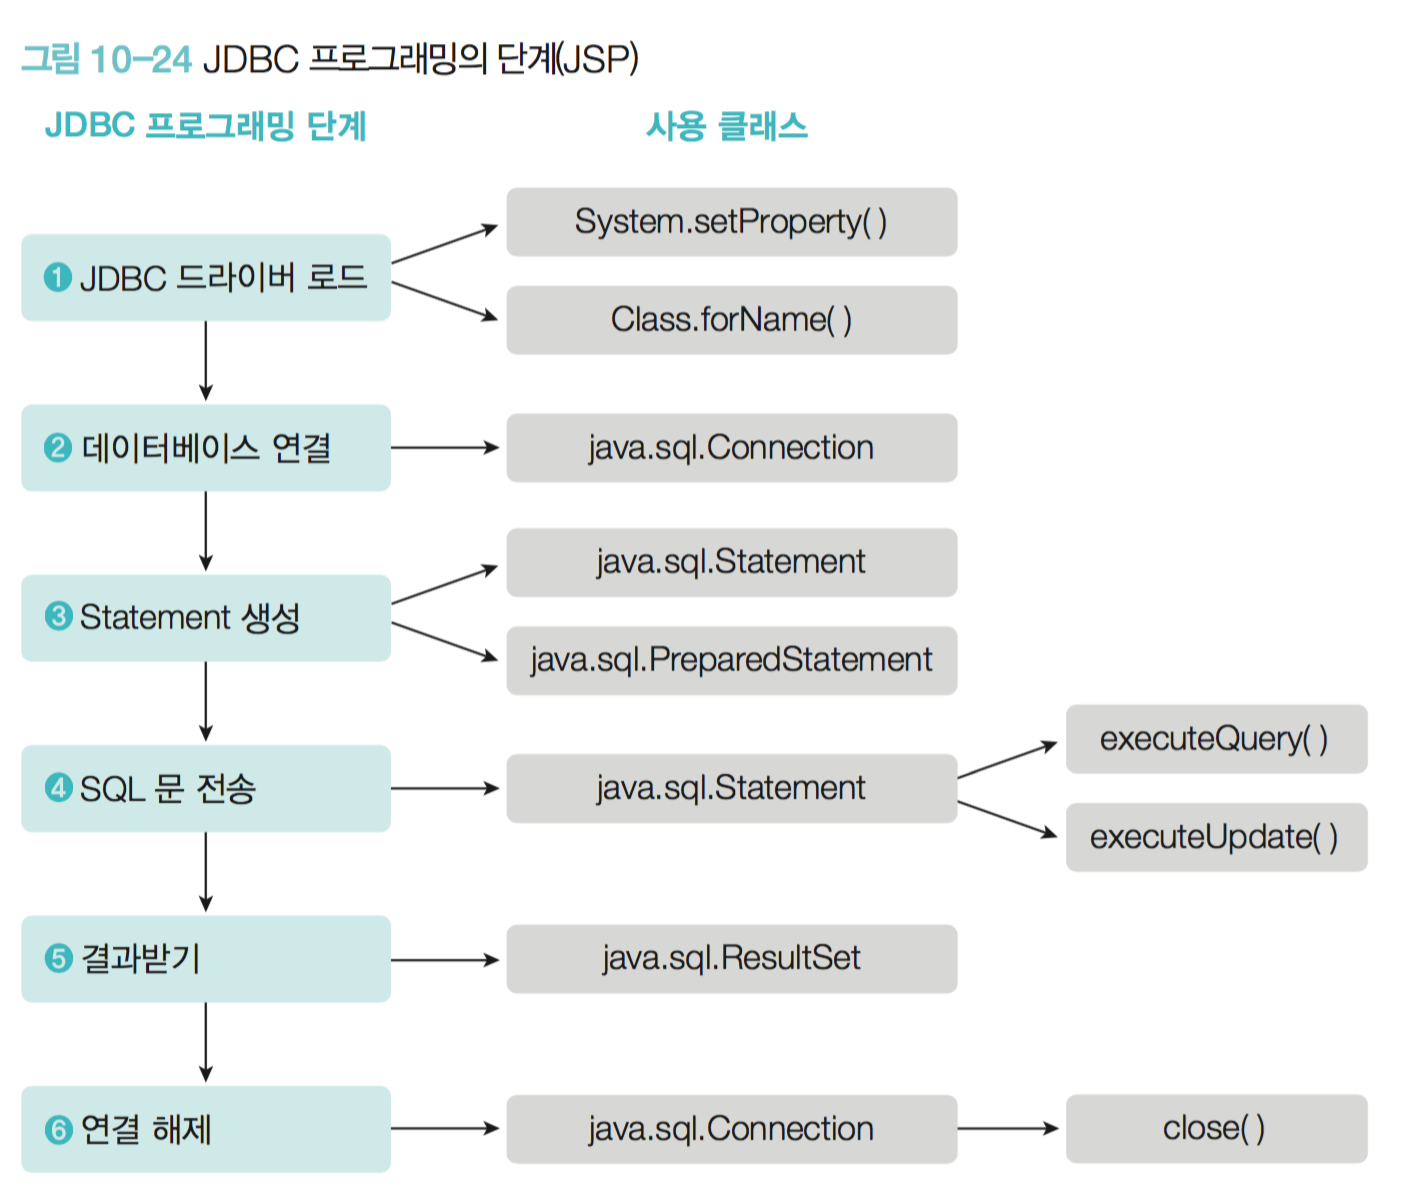 그림 10-24 JDBC 프로그래밍의 단계(JSP)
JDBC 프로그래밍 단계
사용 클래스
❶ JDBC 드라이버 로드
System.setProperty( )
Class.forName( )
❷ 데이터베이스 연결
java.sql.Connection
❸ Statement 생성
java.sql.Statement
java.sql.PreparedStatement
❹ SQL 문 전송
java.sql.Statement
executeQuery( )
executeUpdate( )
❺ 결과받기
java.sql.ResultSet
❻ 연결 해제
java.sql.Connection
close( )